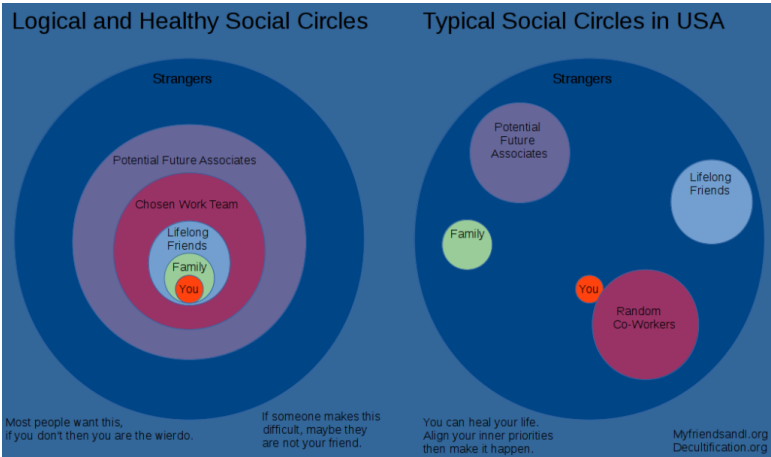 Logical and Healthy Social Circles
Strangers
Potential Future Associates
Chosen Work Team
Lifelong
Friends
Family
You
Most people want this,
if you don't then you are the wierdo.
If someone makes this
difficult, maybe they
are not your friend.
Typical Social Circles in USA
Strangers
Potential
Future
Associates
Lifelong
Friends
Family
You
Random
Co-Workers
You can heal your life.
Align your inner priorities
then make it happen.
Myfriendsandi.org
Decultification.org